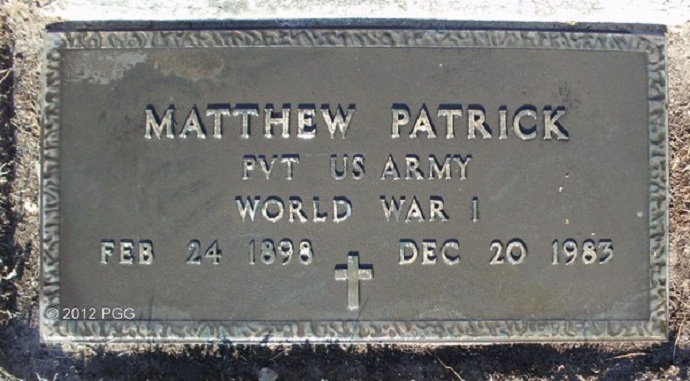 MATTHEW PATRICK
PVT US ARMY
WORLD WAR I
FEB 24 1898 DEC 20 1983
© 2012 PGG